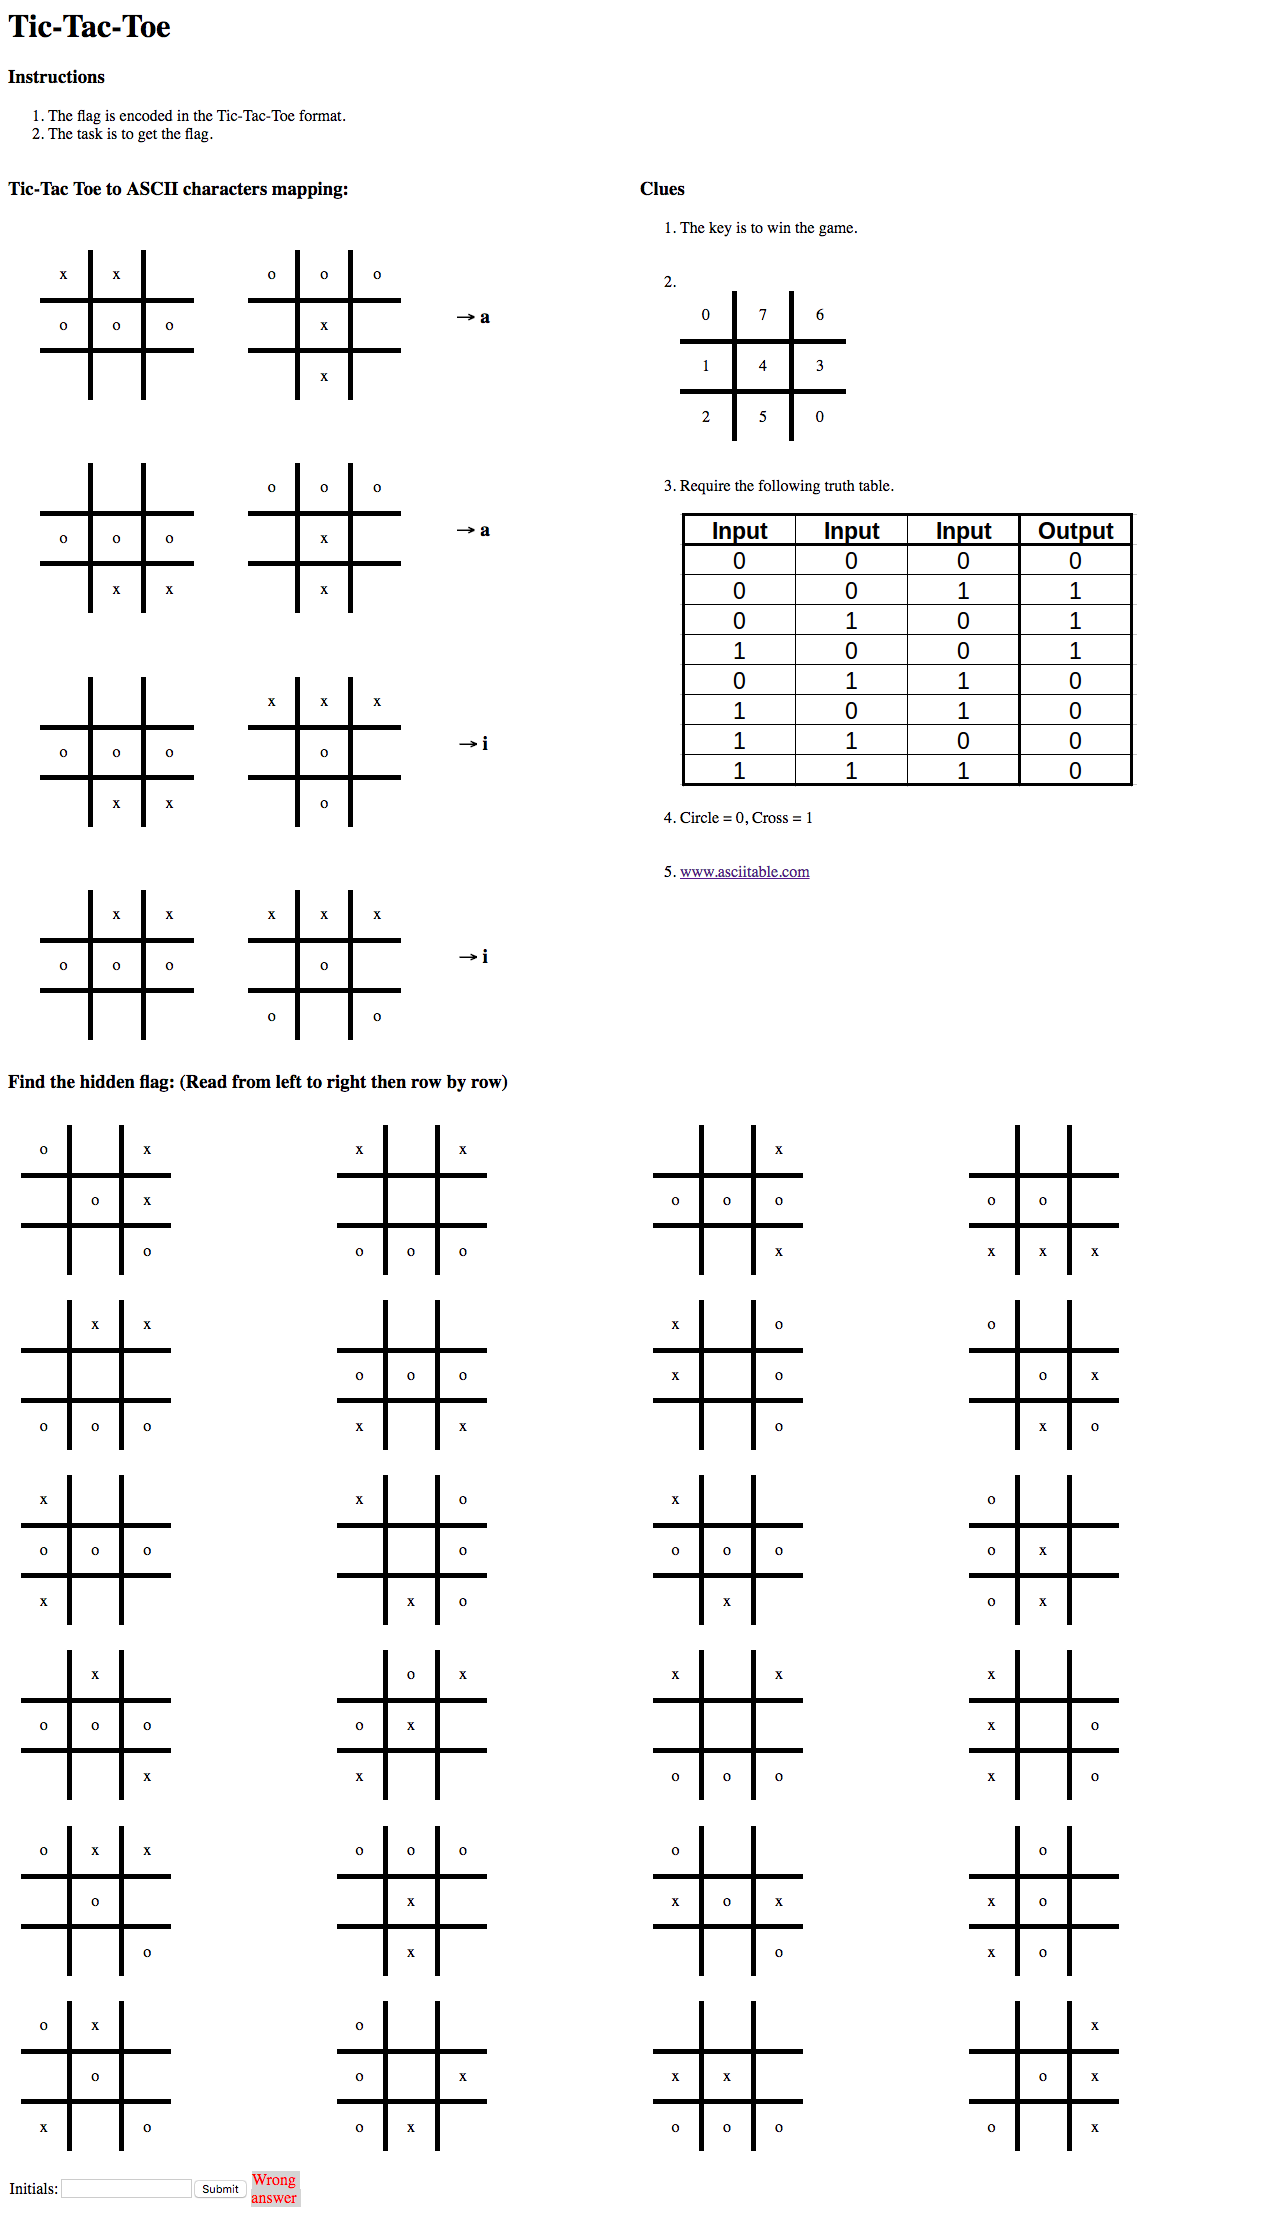 Tic-Tac-Toe
Instructions
1. The flag is encoded in the Tic-Tac-Toe format.
2. The task is to get the flag.
Tic-Tac Toe to ASCII characters mapping:
x x
o o o
o o o
x
x
→ a
o o o
x x
o o o
x
x
→ a
o o o
x x
x x x
o
o
→ i
x x
o o o
x x x
o
o o
→ i
Clues
1. The key is to win the game.
2.
0 7 6
1 4 3
2 5 0
3. Require the following truth table.
Input Input Input Output
0 0 0 0
0 0 1 1
0 1 0 1
1 0 0 1
0 1 1 0
1 0 1 0
1 1 0 0
1 1 1 0
4. Circle = 0, Cross = 1
5. www.asciitable.com
Find the hidden flag: (Read from left to right then row by row)
o x x x x
o x o o o o o
o o o o x x x x
x x x o o
o o o x o o x
o o o x x o x o
x x o x o
o o o o o o o o x
x x o x o x
x o x x x x
o o o o x x o
x x o o o x o
o x x o o o o o
o x x o x x o
o x o x o
o x o x
o o x x x o x
x o o x o o o o x
Initials:
Submit
Wrong
answer